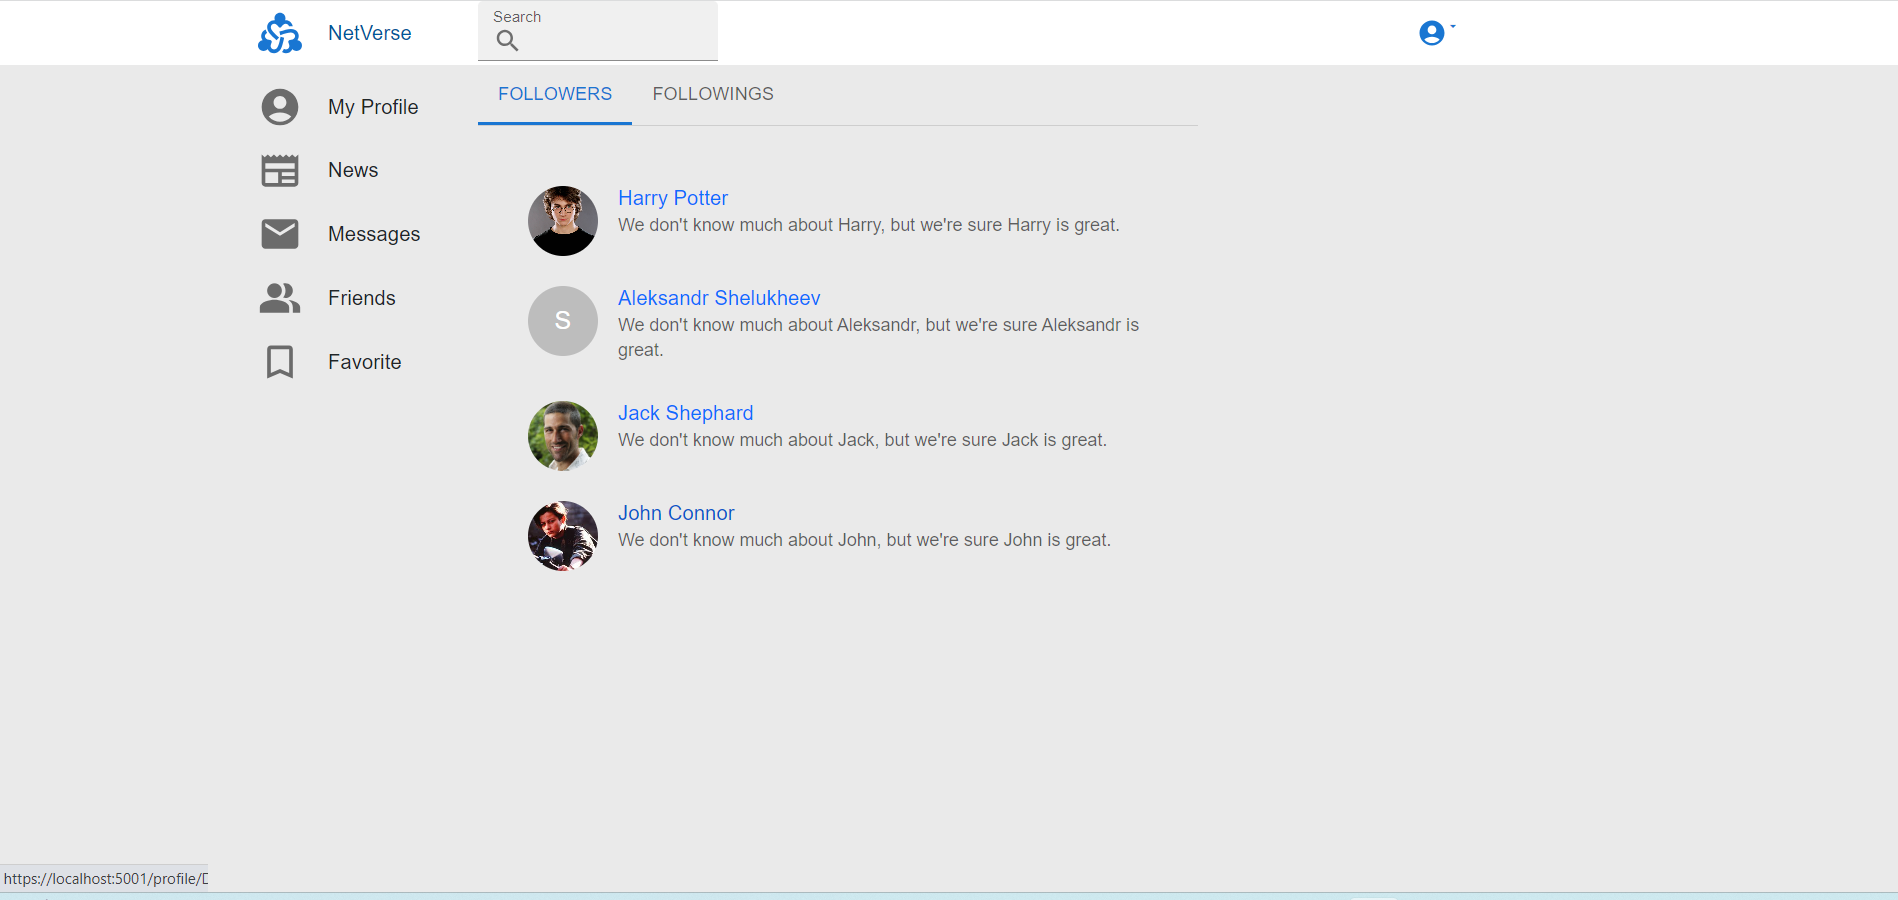 NetVerse
Search
My Profile
News
Messages
Friends
Favorite
FOLLOWERS FOLLOWINGS
Harry Potter
We don't know much about Harry, but we're sure Harry is great.
S
Aleksandr Shelukheev
We don't know much about Aleksandr, but we're sure Aleksandr is
great.
Jack Shephard
We don't know much about Jack, but we're sure Jack is great.
John Connor
We don't know much about John, but we're sure John is great.
https://localhost:5001/profile/